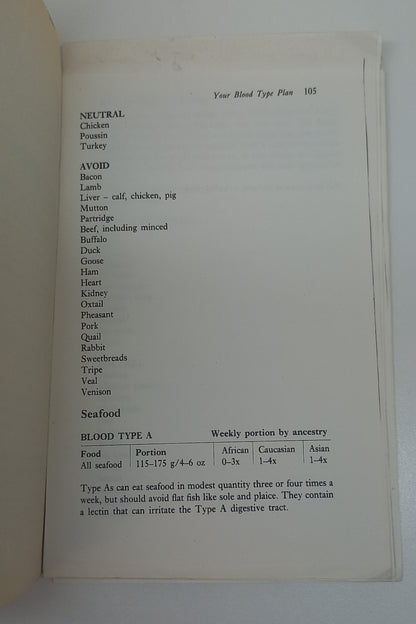 Your Blood Type Plan 105
NEUTRAL
Chicken
Poussin
Turkey
AVOID
Bacon
Lamb
Liver – calf, chicken, pig
Mutton
Partridge
Beef, including minced
Buffalo
Duck
Goose
Ham
Heart
Kidney
Oxtail
Pheasant
Pork
Quail
Rabbit
Sweetbreads
Tripe
Veal
Venison
Seafood
BLOOD TYPE A Weekly portion by ancestry
Food Portion African Caucasian Asian
All seafood 115–175 g/4–6 oz 0–3x 1–4x 1–4x
Type As can eat seafood in modest quantity three or four times a
week, but should avoid flat fish like sole and plaice. They contain
a lectin that can irritate the Type A digestive tract.